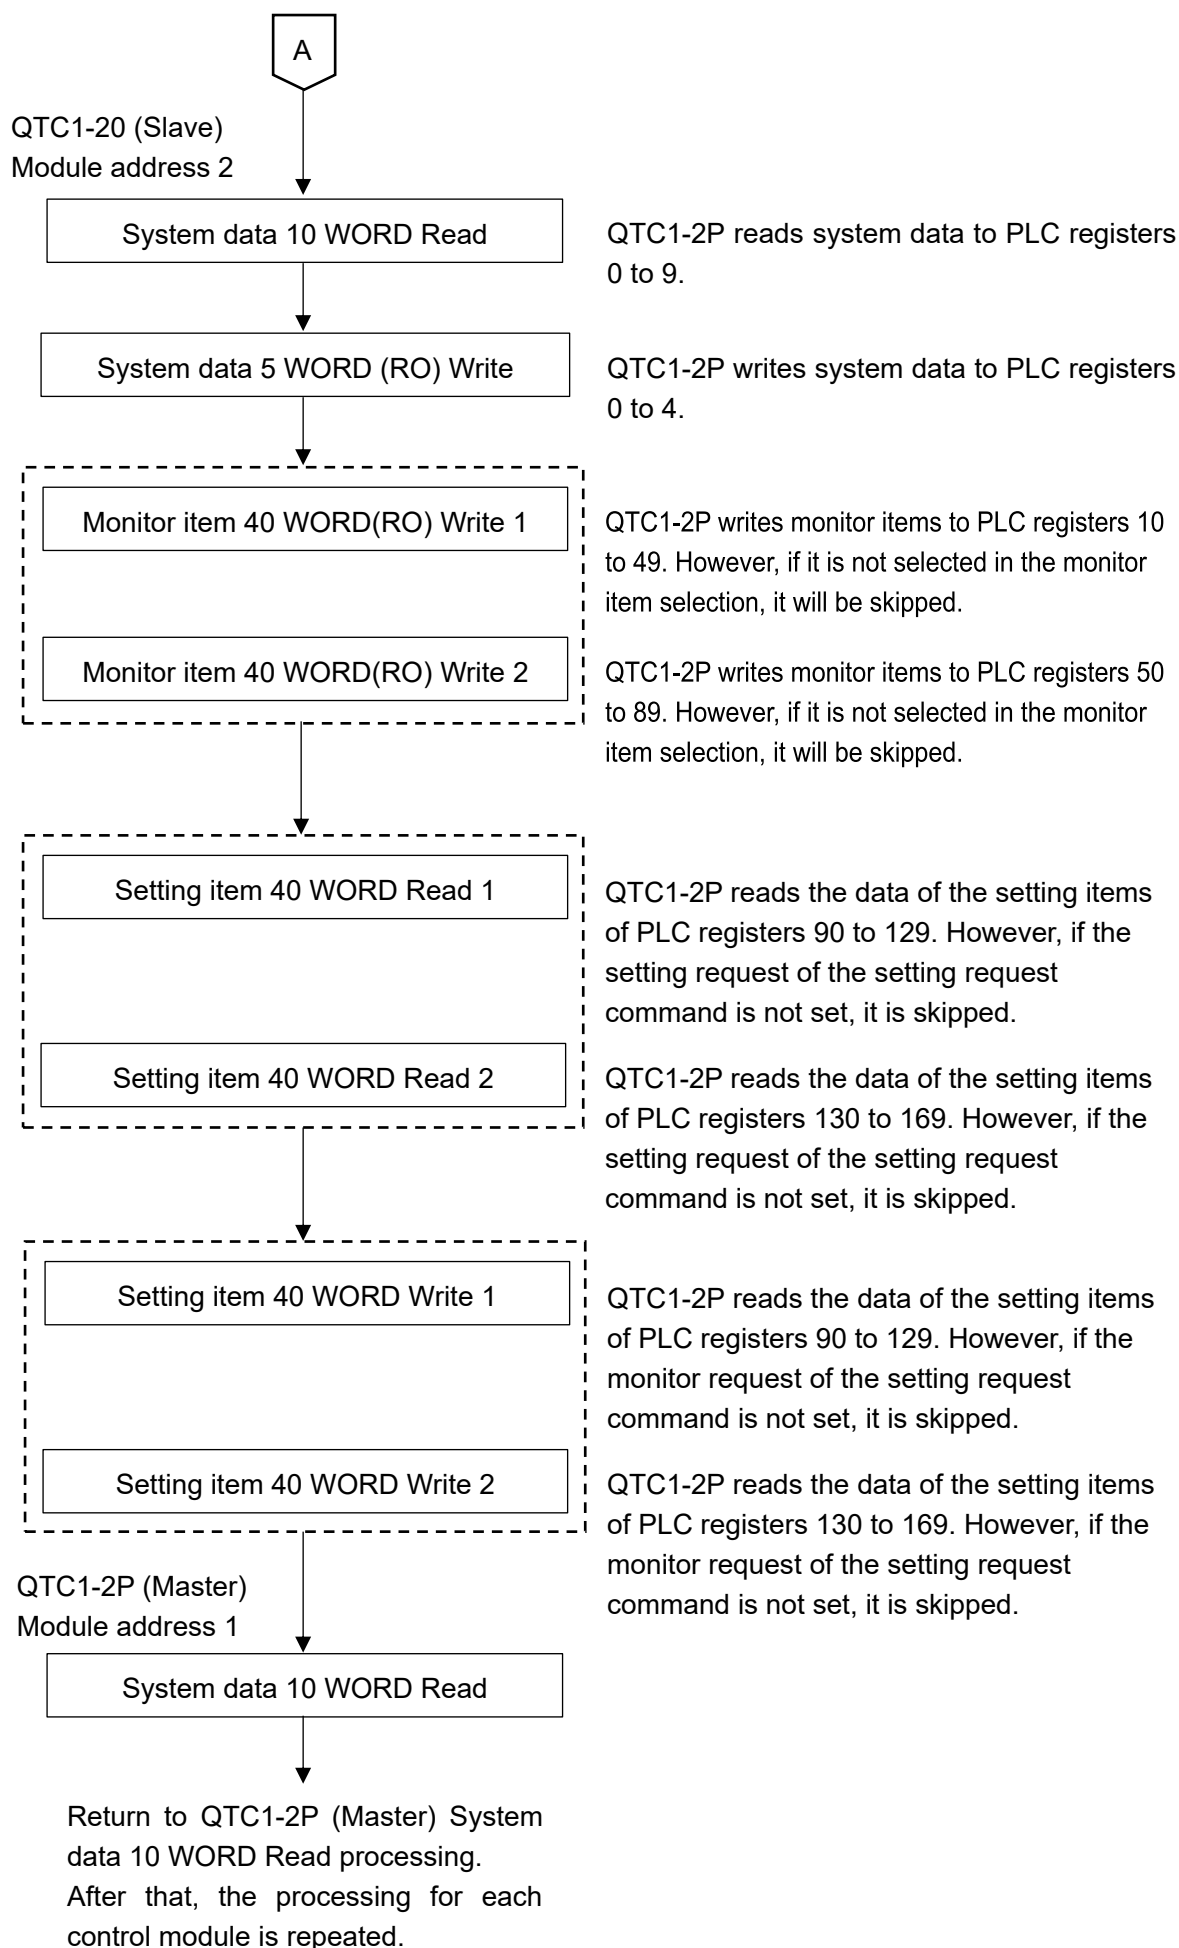 A
QTC1-20 (Slave)
Module address 2
System data 10 WORD Read
QTC1-2P reads system data to PLC registers
0 to 9.
System data 5 WORD (RO) Write
QTC1-2P writes system data to PLC registers
0 to 4.
Monitor item 40 WORD(RO) Write 1
QTC1-2P writes monitor items to PLC registers 10
to 49. However, if it is not selected in the monitor
item selection, it will be skipped.
Monitor item 40 WORD(RO) Write 2
QTC1-2P writes monitor items to PLC registers 50
to 89. However, if it is not selected in the monitor
item selection, it will be skipped.
Setting item 40 WORD Read 1
QTC1-2P reads the data of the setting items
of PLC registers 90 to 129. However, if the
setting request of the setting request
command is not set, it is skipped.
Setting item 40 WORD Read 2
QTC1-2P reads the data of the setting items
of PLC registers 130 to 169. However, if the
setting request of the setting request
command is not set, it is skipped.
Setting item 40 WORD Write 1
QTC1-2P reads the data of the setting items
of PLC registers 90 to 129. However, if the
monitor request of the setting request
command is not set, it is skipped.
Setting item 40 WORD Write 2
QTC1-2P reads the data of the setting items
of PLC registers 130 to 169. However, if the
monitor request of the setting request
command is not set, it is skipped.
QTC1-2P (Master)
Module address 1
System data 10 WORD Read
Return to QTC1-2P (Master) System
data 10 WORD Read processing.
After that, the processing for each
control module is repeated.